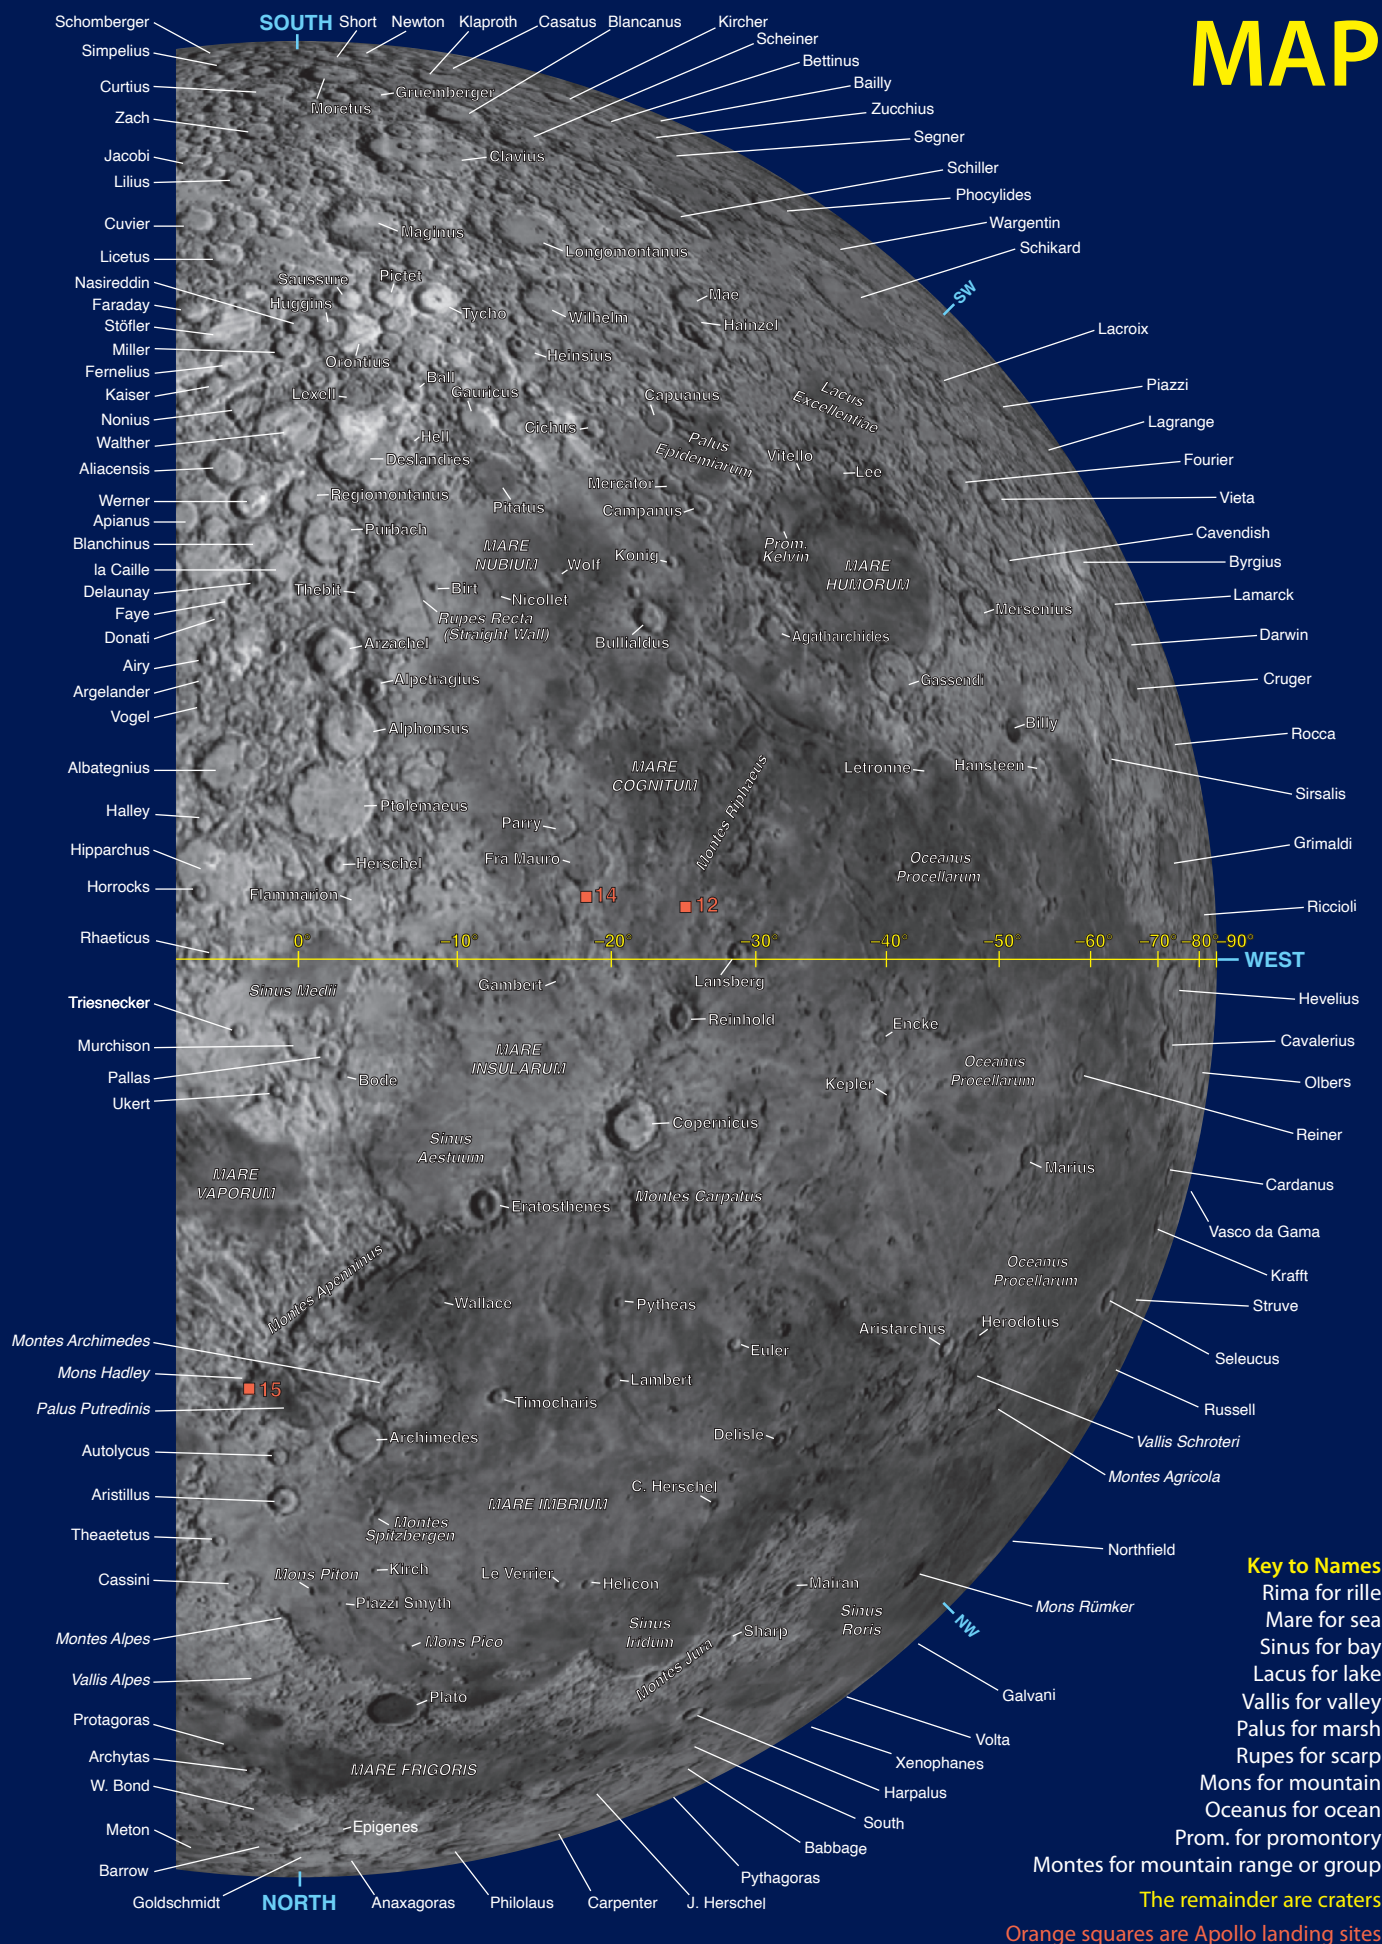 MAP
SOUTH
Short
Newton
Klaproth
Casatus
Blancanus
Kircher
Scheiner
Bettinus
Bailly
Zucchius
Segner
Schiller
Phocylides
Wargentin
Schikard
SW
Lacroix
Piazzi
Lagrange
Fourier
Vieta
Cavendish
Byrgius
Lamarck
Darwin
Cruger
Rocca
Sirsalis
Grimaldi
Riccioli
WEST
Hevelius
Cavalerius
Olbers
Reiner
Cardanus
Vasco da Gama
Krafft
Struve
Seleucus
Russell
Vallis Schroteri
Montes Agricola
Northfield
Mons Rümker
NW
Galvani
Volta
Xenophanes
Harpalus
South
Babbage
Pythagoras
J. Herschel
Carpenter
Philolaus
Anaxagoras
NORTH
Goldschmidt
Schomberger
Simpelius
Curtius
Zach
Jacobi
Lilius
Cuvier
Licetus
Nasireddin
Faraday
Stöfler
Miller
Fernelius
Kaiser
Nonius
Walther
Aliacensis
Werner
Apianus
Blanchinus
la Caille
Delaunay
Faye
Donati
Airy
Argelander
Vogel
Albategnius
Halley
Hipparchus
Horrocks
Rhaeticus
Triesnecker
Murchison
Pallas
Ukert
Montes Archimedes
Mons Hadley
Palus Putredinis
Autolycus
Aristillus
Theaetetus
Cassini
Montes Alpes
Vallis Alpes
Protagoras
Archytas
W. Bond
Meton
Barrow
Moretus
Gruemberger
Clavius
Maginus
Longomontanus
Saussure
Pictet
Huggins
Tycho
Wilhelm
Mae
Hainzel
Orontius
Heinsius
Ball
Lexell
Gauricus
Capuanus
Lacus
Excellentiae
Cichus
Hell
Palus
Epidemiarum
Deslandres
Vitello
Lee
Mercator
Regiomontanus
Pitatus
Campanus
Purbach
MARE
NUBIUM
Wolf
Konig
Prom.
Kelvin
MARE
HUMORUM
Thebit
Birt
Nicollet
Rupes Recta
(Straight Wall)
Mersenius
Bullialdus
Agatharchides
Arzachel
Alpetragius
Gassendi
Alphonsus
Billy
MARE
COGNITUM
Montes Riphaeus
Letronne
Hansteen
Ptolemaeus
Parry
Fra Mauro
Herschel
Oceanus
Procellarum
Flammarion
14
12
0° –10° –20° –30° –40° –50° –60° –70° –80° –90°
Sinus Medii
Gambert
Lansberg
Reinhold
Encke
MARE
INSULARUM
Oceanus
Procellarum
Bode
Kepler
Copernicus
Sinus
Aestuum
MARE
VAPORUM
Marius
Montes Carpatus
Eratosthenes
Montes Apenninus
Oceanus
Procellarum
Wallace
Pytheas
Aristarchus
Herodotus
Euler
15
Lambert
Timocharis
Archimedes
Delisle
C. Herschel
MARE IMBRIUM
Montes
Spitzbergen
Mons Piton
Kirch
Le Verrier
Helicon
Mairan
Piazzi Smyth
Sinus
Iridum
Sinus
Roris
Mons Pico
Sharp
Montes Jura
Plato
MARE FRIGORIS
Epigenes
Key to Names
Rima for rille
Mare for sea
Sinus for bay
Lacus for lake
Vallis for valley
Palus for marsh
Rupes for scarp
Mons for mountain
Oceanus for ocean
Prom. for promontory
Montes for mountain range or group
The remainder are craters
Orange squares are Apollo landing sites